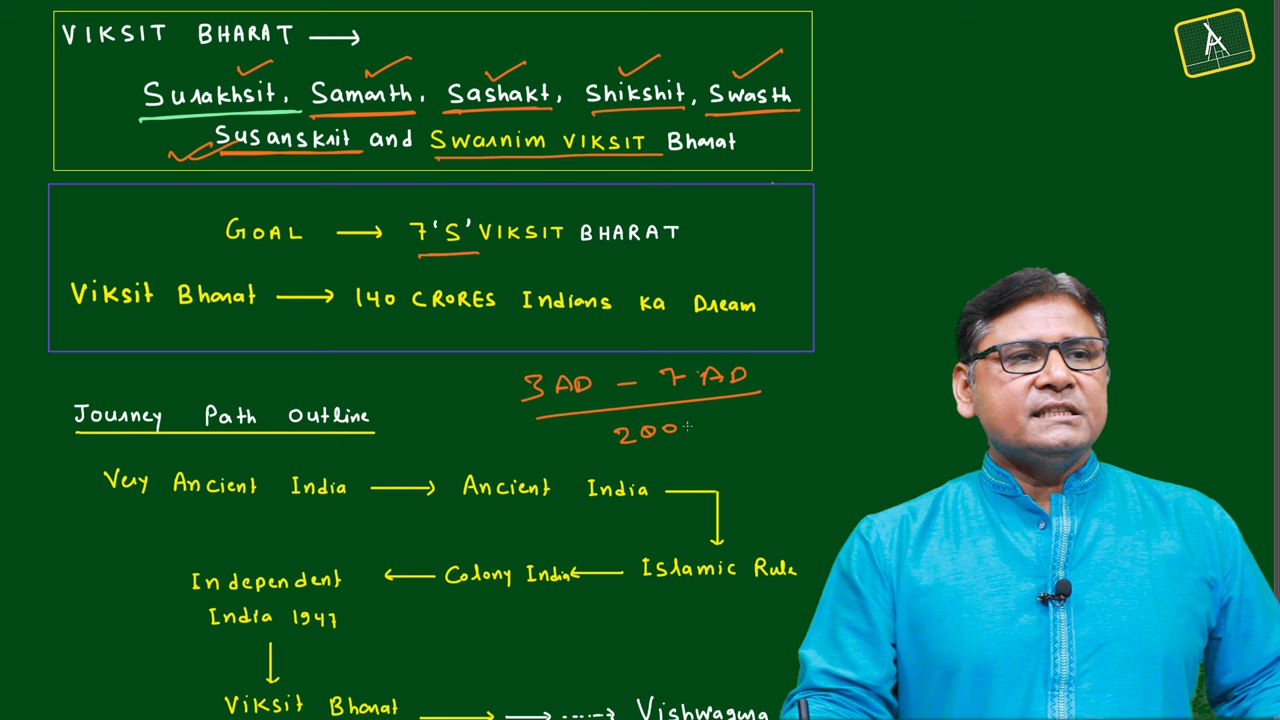 VIKSIT BHARAT →
Surakhsit, Samarth, Sashakt, Shikshit, Swasth
Susanskrit and Swarnim VIKSIT Bharat
GOAL → 7'S' VIKSIT BHARAT
Viksit Bharat → 140 CRORES Indians ka Dream
3 AD – 7 AD
200
Journey Path Outline
Very Ancient India → Ancient India
Independent ← Colony India ← Islamic Rule
India 1947
Viksit Bharat → → Vishwaguru